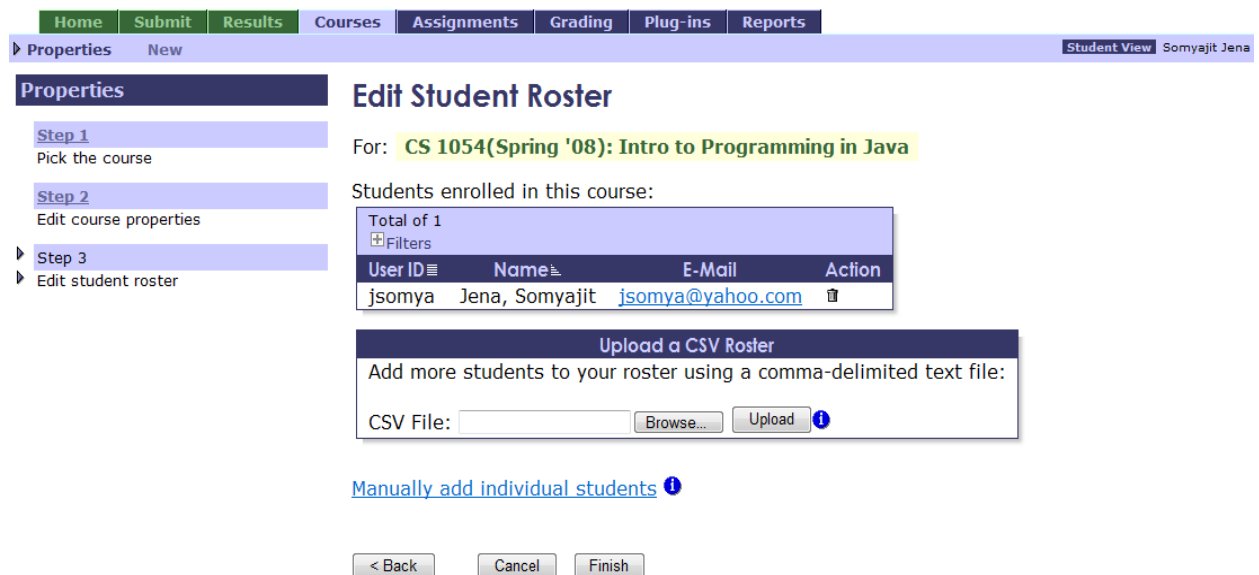 Home Submit Results Courses Assignments Grading Plug-ins Reports
Properties New Student View Somyajit Jena
Properties
Step 1
Pick the course
Step 2
Edit course properties
Step 3
Edit student roster
Edit Student Roster
For: CS 1054(Spring '08): Intro to Programming in Java
Students enrolled in this course:
Total of 1
Filters
User ID Name E-Mail Action
jsomya Jena, Somyajit jsomya@yahoo.com
Upload a CSV Roster
Add more students to your roster using a comma-delimited text file:
CSV File: Browse... Upload
Manually add individual students
< Back Cancel Finish